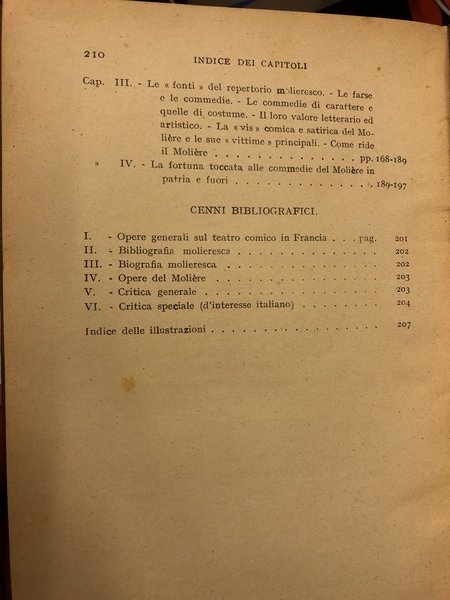 210 INDICE DEI CAPITOLI
Cap. III. - Le « fonti » del repertorio molieresco. - Le farse
e le commedie. - Le commedie di carattere e
quelle di costume. - Il loro valore letterario ed
artistico. - La « vis » comica e satirica del Mo-
lière e le sue « vittime » principali. - Come ride
il Molière . . . . . . . . . . . . . pp. 168-189
» IV. - La fortuna toccata alle commedie del Molière in
patria e fuori . . . . . . . . . . . . 189-197
CENNI BIBLIOGRAFICI.
I. - Opere generali sul teatro comico in Francia . . . pag. 201
II. - Bibliografia molieresca . . . . . . . . . . . . 202
III. - Biografia molieresca . . . . . . . . . . . . 202
IV. - Opere del Molière . . . . . . . . . . . . . 203
V. - Critica generale . . . . . . . . . . . . . . 203
VI. - Critica speciale (d'interesse italiano) . . . . . . . 204
Indice delle illustrazioni . . . . . . . . . . . . . 207